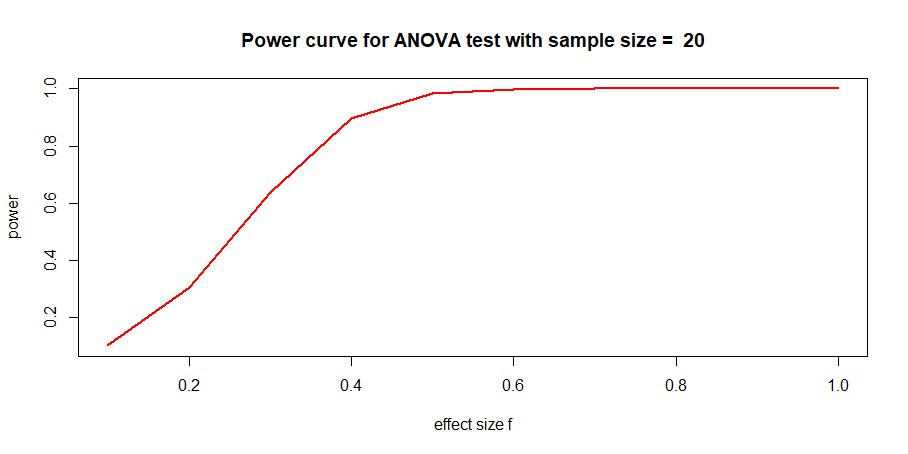 Power curve for ANOVA test with sample size =  20
1.0
0.8
0.6
0.4
0.2
power
0.2 0.4 0.6 0.8 1.0
effect size f